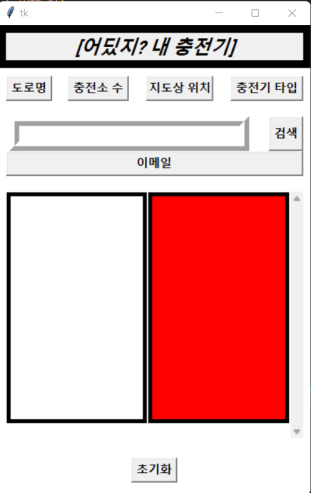 tk
[어딨지? 내 충전기]
도로명 충전소 수 지도상 위치 충전기 타입
검색
이메일
초기화